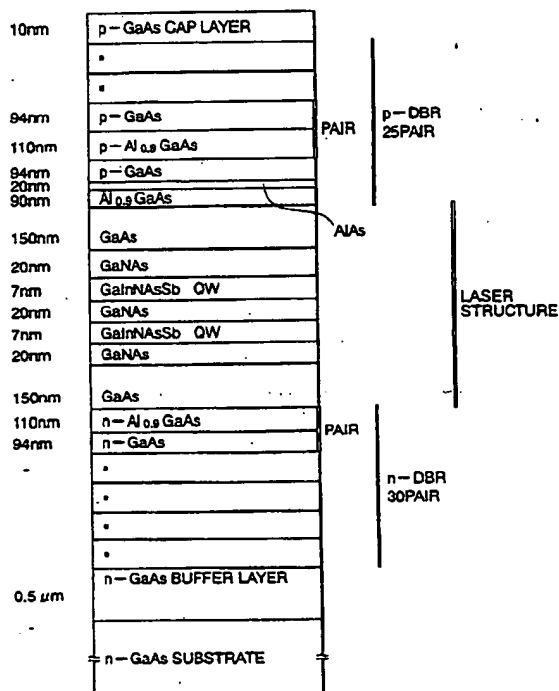 10nm p-GaAs CAP LAYER
94nm p-GaAs
110nm p-Al0.9GaAs
PAIR
p-DBR
25PAIR
94nm p-GaAs
20nm
AlAs
90nm Al0.9GaAs
150nm GaAs
20nm GaNAs
7nm GaInNAsSb QW
20nm GaNAs
7nm GaInNAsSb QW
20nm GaNAs
LASER
STRUCTURE
150nm GaAs
110nm n-Al0.9GaAs
94nm n-GaAs
PAIR
n-DBR
30PAIR
n-GaAs BUFFER LAYER
0.5 μm
n-GaAs SUBSTRATE